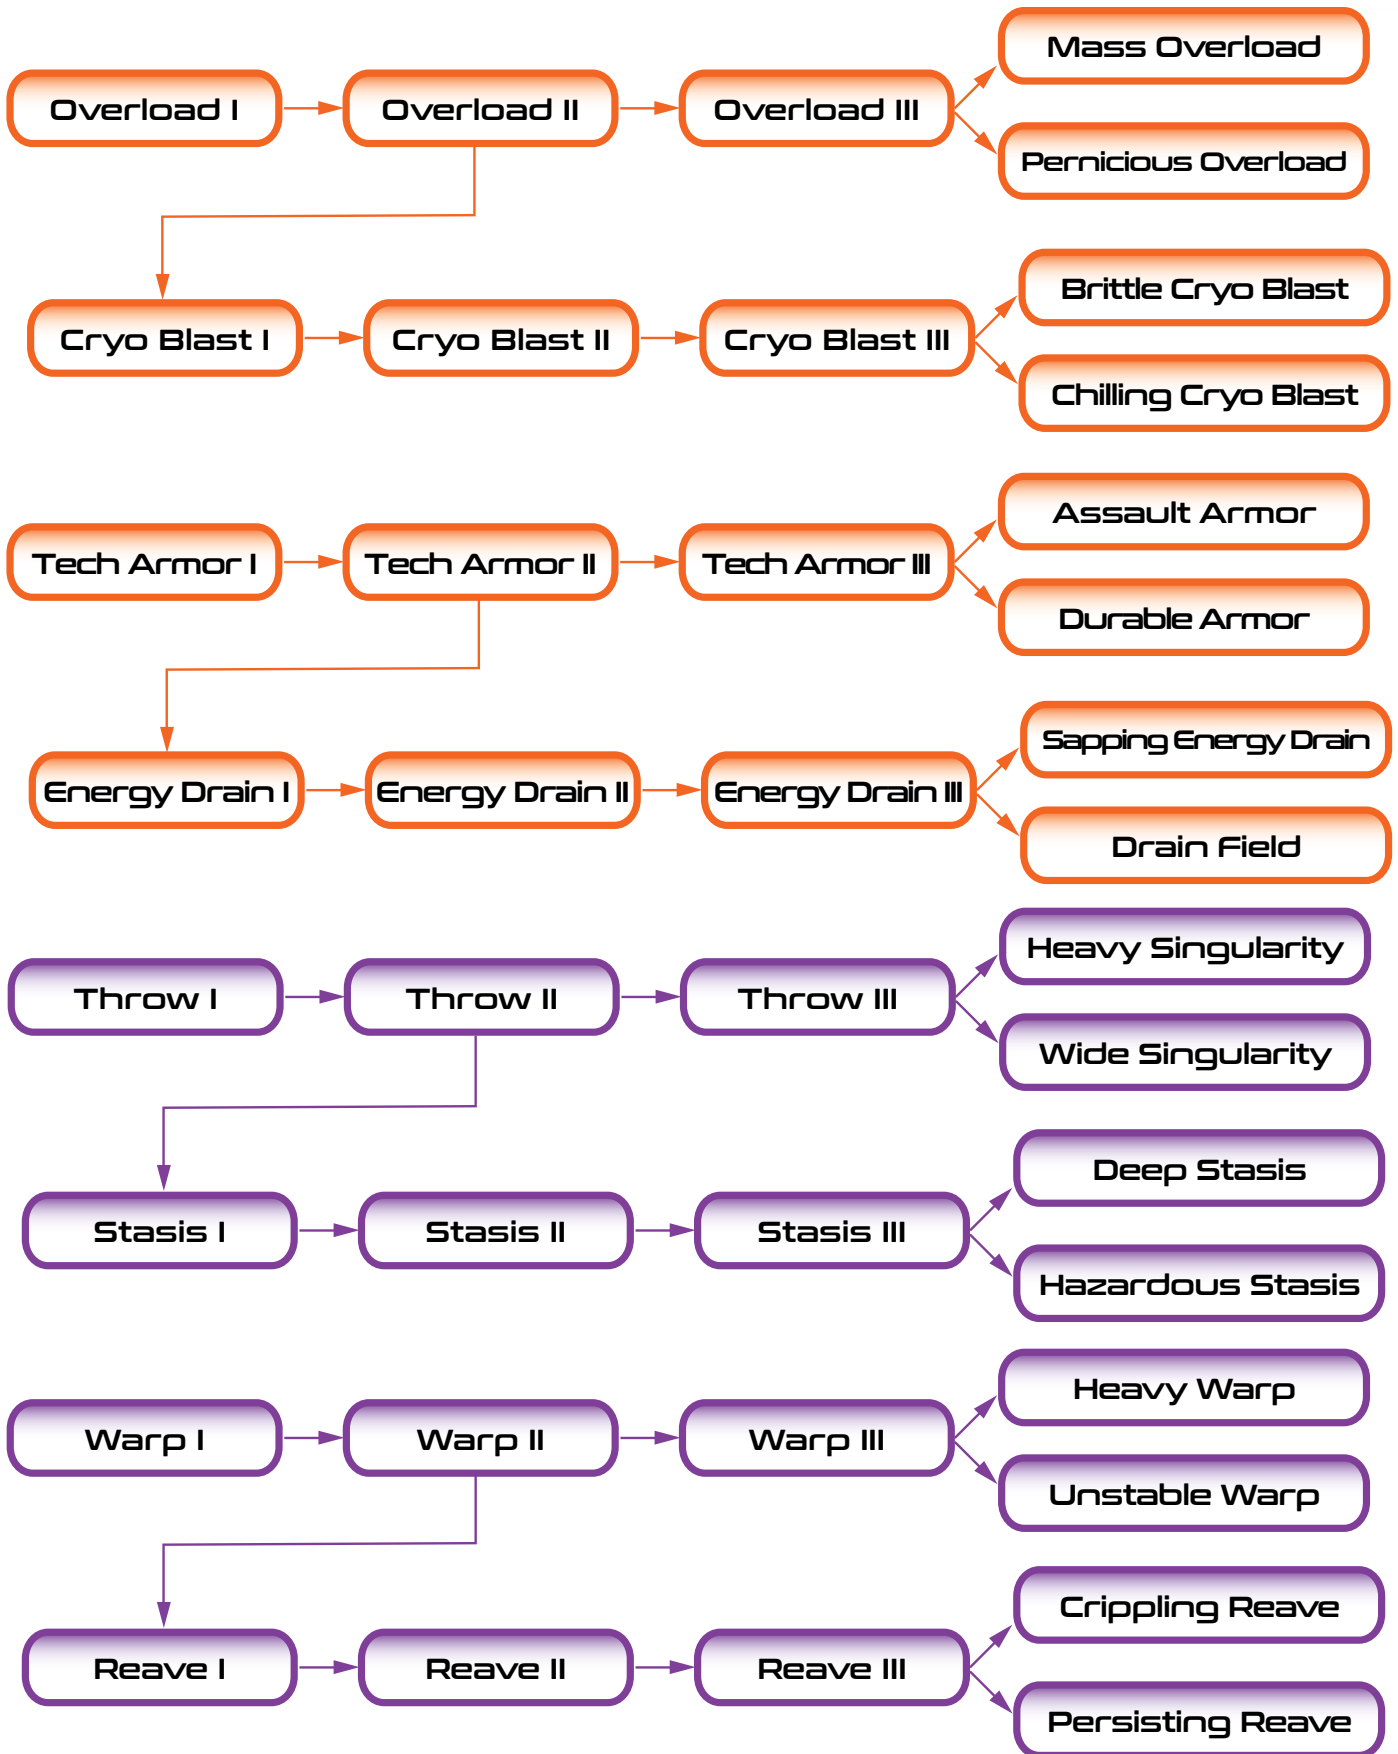 Mass Overload
Overload I
Overload II
Overload III
Pernicious Overload
Brittle Cryo Blast
Cryo Blast I
Cryo Blast II
Cryo Blast III
Chilling Cryo Blast
Assault Armor
Tech Armor I
Tech Armor II
Tech Armor III
Durable Armor
Sapping Energy Drain
Energy Drain I
Energy Drain II
Energy Drain III
Drain Field
Heavy Singularity
Throw I
Throw II
Throw III
Wide Singularity
Deep Stasis
Stasis I
Stasis II
Stasis III
Hazardous Stasis
Heavy Warp
Warp I
Warp II
Warp III
Unstable Warp
Crippling Reave
Reave I
Reave II
Reave III
Persisting Reave